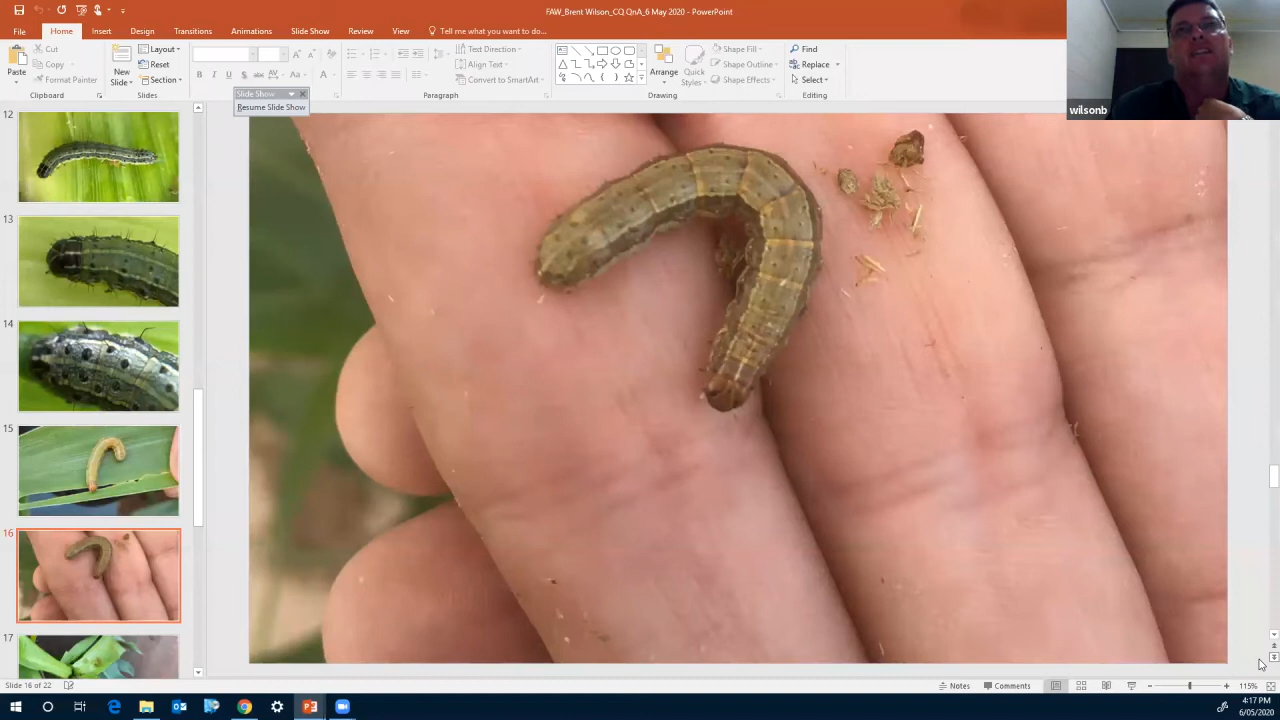 FAW_Brent Wilson_CQ QnA_6 May 2020 - PowerPoint
File Home Insert Design Transitions Animations Slide Show Review View Tell me what you want to do...
Cut
Copy
Format Painter
Paste
Clipboard
New
Slide
Layout
Reset
Section
Slides
B I U S abc AV Aa A
Text Direction
Align Text
Convert to SmartArt
Paragraph
Arrange
Quick
Styles
Shape Fill
Shape Outline
Shape Effects
Drawing
Find
Replace
Select
Editing
Slide Show
Resume Slide Show
wilsonb
12
13
14
15
16
17
Slide 16 of 22
Notes Comments 115%
4:17 PM
6/05/2020